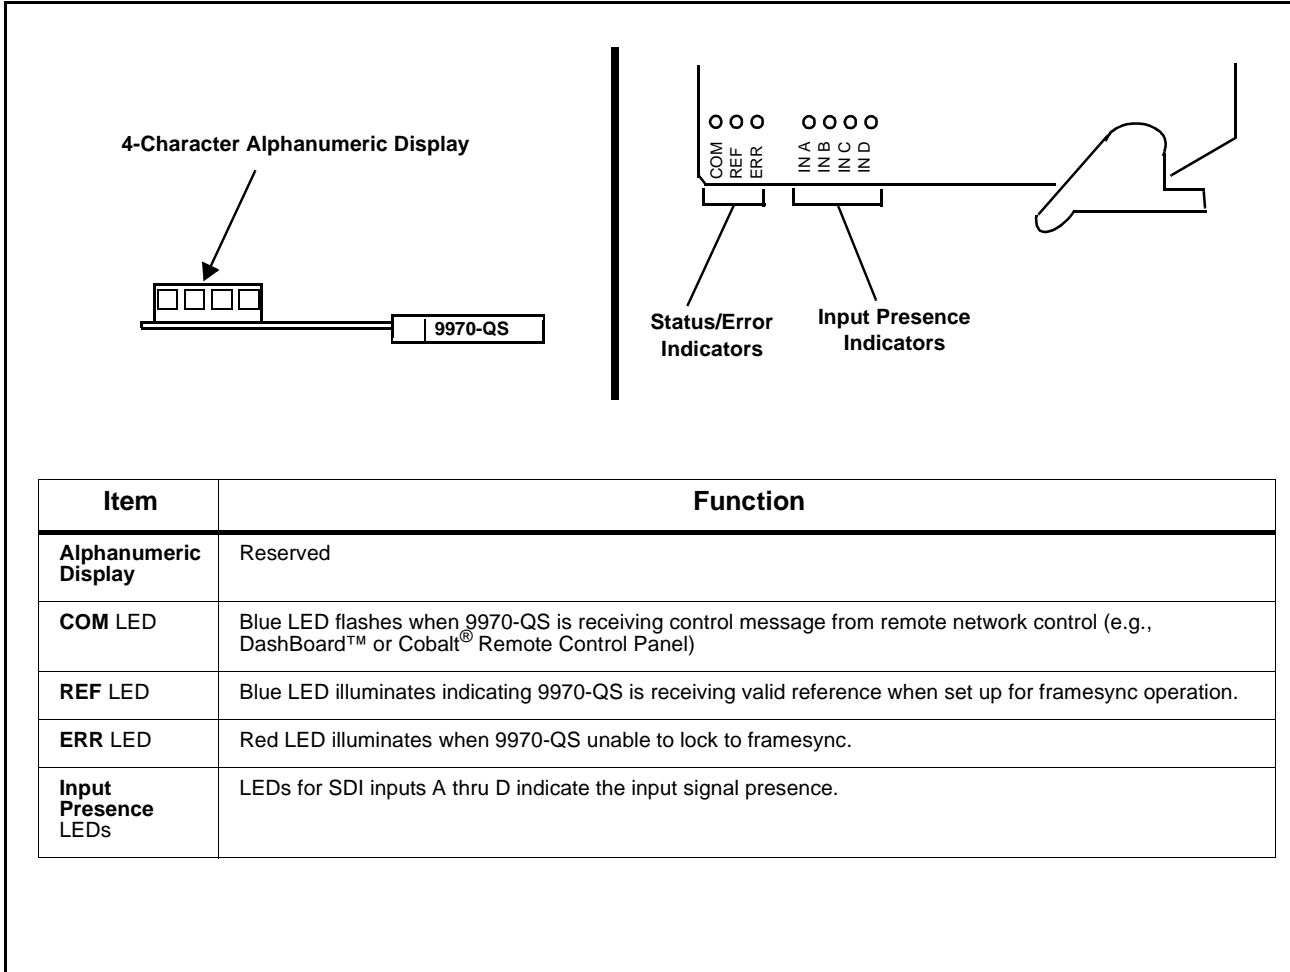 4-Character Alphanumeric Display
9970-QS
COM
REF
ERR
IN A
IN B
IN C
IN D
Status/Error
Indicators
Input Presence
Indicators
Item
Function
Alphanumeric
Display
Reserved
COM LED
Blue LED flashes when 9970-QS is receiving control message from remote network control (e.g.,
DashBoard™ or Cobalt® Remote Control Panel)
REF LED
Blue LED illuminates indicating 9970-QS is receiving valid reference when set up for framesync operation.
ERR LED
Red LED illuminates when 9970-QS unable to lock to framesync.
Input
Presence
LEDs
LEDs for SDI inputs A thru D indicate the input signal presence.